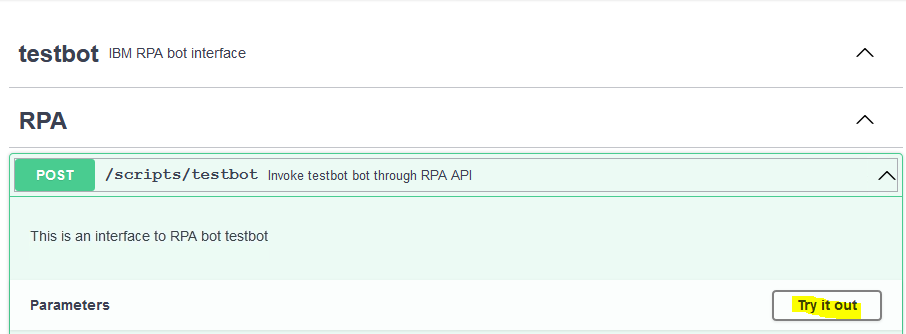 testbot IBM RPA bot interface
RPA
POST /scripts/testbot Invoke testbot bot through RPA API
This is an interface to RPA bot testbot
Parameters Try it out